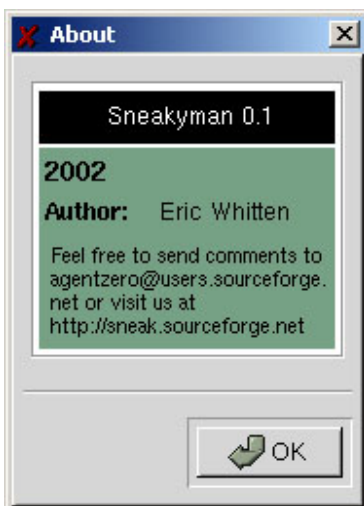 About
Sneakyman 0.1
2002
Author: Eric Whitten
Feel free to send comments to
agentzero@users.sourceforge.
net or visit us at
http://sneak.sourceforge.net
OK